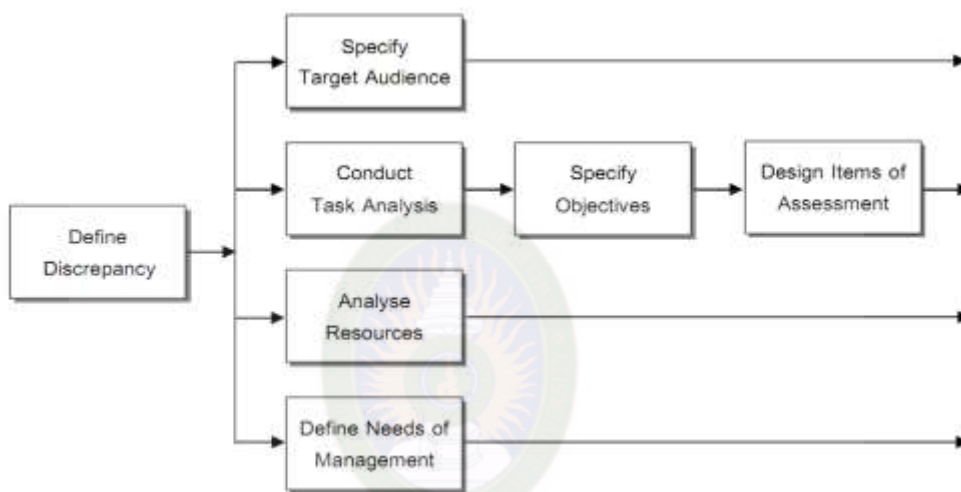 Specify
Target Audience
Conduct
Task Analysis
Specify
Objectives
Design Items of
Assessment
Define
Discrepancy
Analyse
Resources
Define Needs of
Management